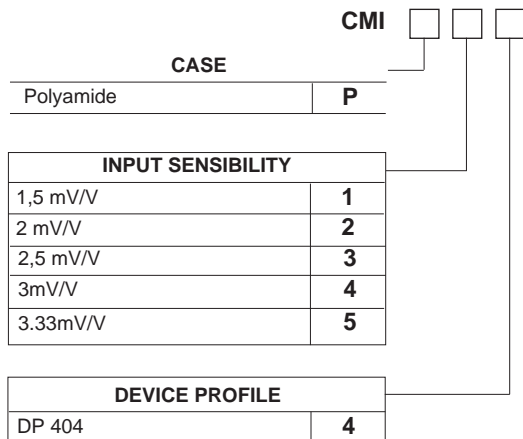 CMI
CASE
Polyamide P
INPUT SENSIBILITY
1,5 mV/V 1
2 mV/V 2
2,5 mV/V 3
3mV/V 4
3.33mV/V 5
DEVICE PROFILE
DP 404 4